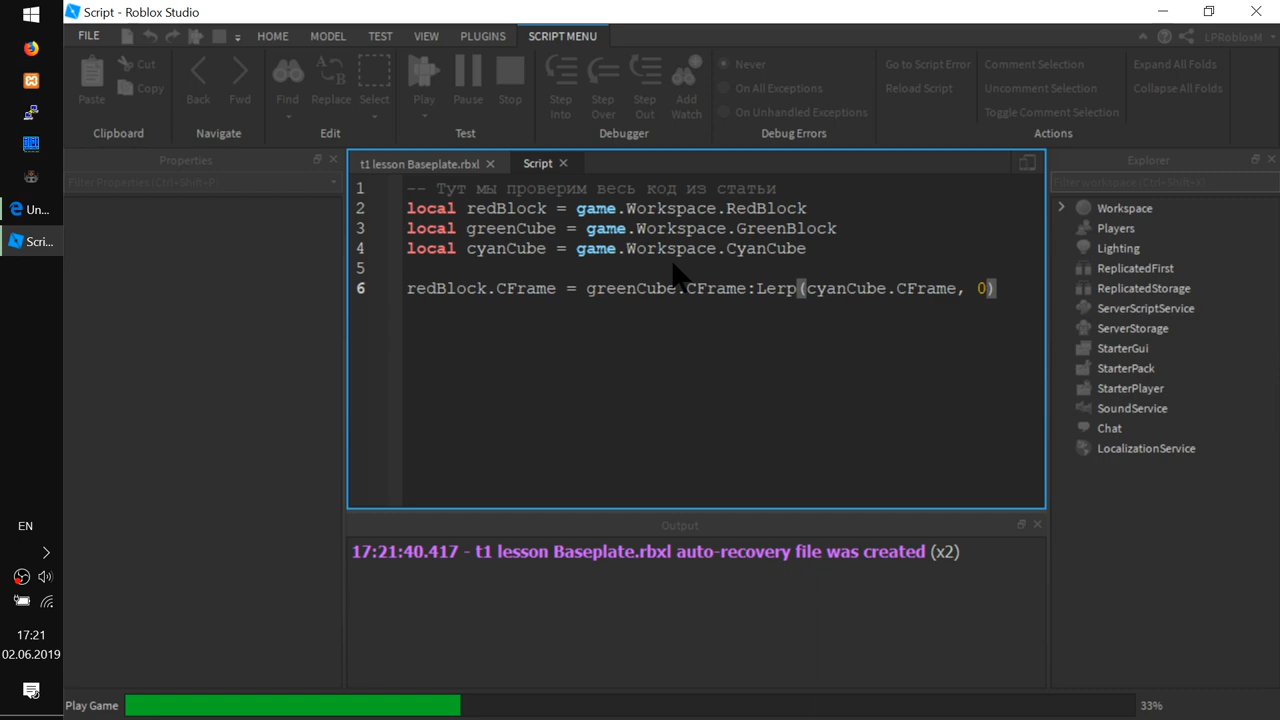 Script - Roblox Studio
FILE
HOME
MODEL
TEST
VIEW
PLUGINS
SCRIPT MENU
LPRobloxM
Paste
Cut
Copy
Clipboard
Back
Fwd
Navigate
Find
Replace
Select
Edit
Play
Pause
Stop
Test
Step Into
Step Over
Step Out
Add Watch
Debugger
Never
On All Exceptions
On Unhandled Exceptions
Debug Errors
Go to Script Error
Reload Script
Comment Selection
Uncomment Selection
Toggle Comment Selection
Actions
Expand All Folds
Collapse All Folds
Properties
Filter Properties (Ctrl+Shift+P)
t1 lesson Baseplate.rbxl
Script
1 -- Тут мы проверим весь код из статьи
2 local redBlock = game.Workspace.RedBlock
3 local greenCube = game.Workspace.GreenBlock
4 local cyanCube = game.Workspace.CyanCube
5
6 redBlock.CFrame = greenCube.CFrame:Lerp(cyanCube.CFrame, 0)
Explorer
Filter workspace (Ctrl+Shift+X)
Workspace
Players
Lighting
ReplicatedFirst
ReplicatedStorage
ServerScriptService
ServerStorage
StarterGui
StarterPack
StarterPlayer
SoundService
Chat
LocalizationService
Output
17:21:40.417 - t1 lesson Baseplate.rbxl auto-recovery file was created (x2)
Un...
Scri...
EN
17:21
02.06.2019
Play Game
33%